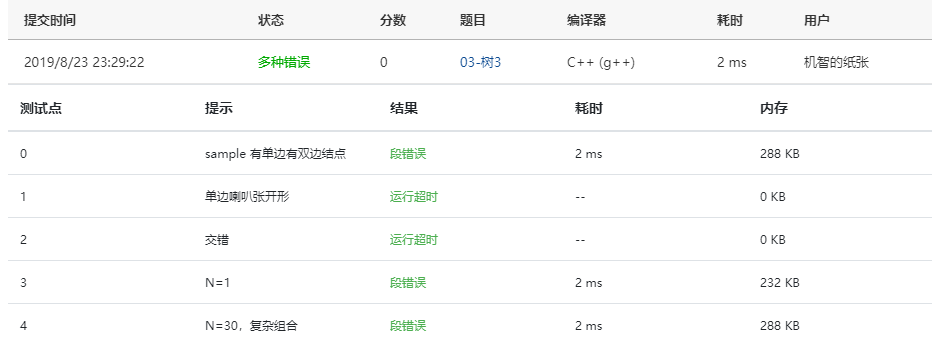 提交时间 状态 分数 题目 编译器 耗时 用户
2019/8/23 23:29:22 多种错误 0 03-树3 C++ (g++) 2 ms 机智的纸张
测试点 提示 结果 耗时 内存
0 sample 有单边有双边结点 段错误 2 ms 288 KB
1 单边喇叭张开形 运行超时 -- 0 KB
2 交错 运行超时 -- 0 KB
3 N=1 段错误 2 ms 232 KB
4 N=30，复杂组合 段错误 2 ms 288 KB